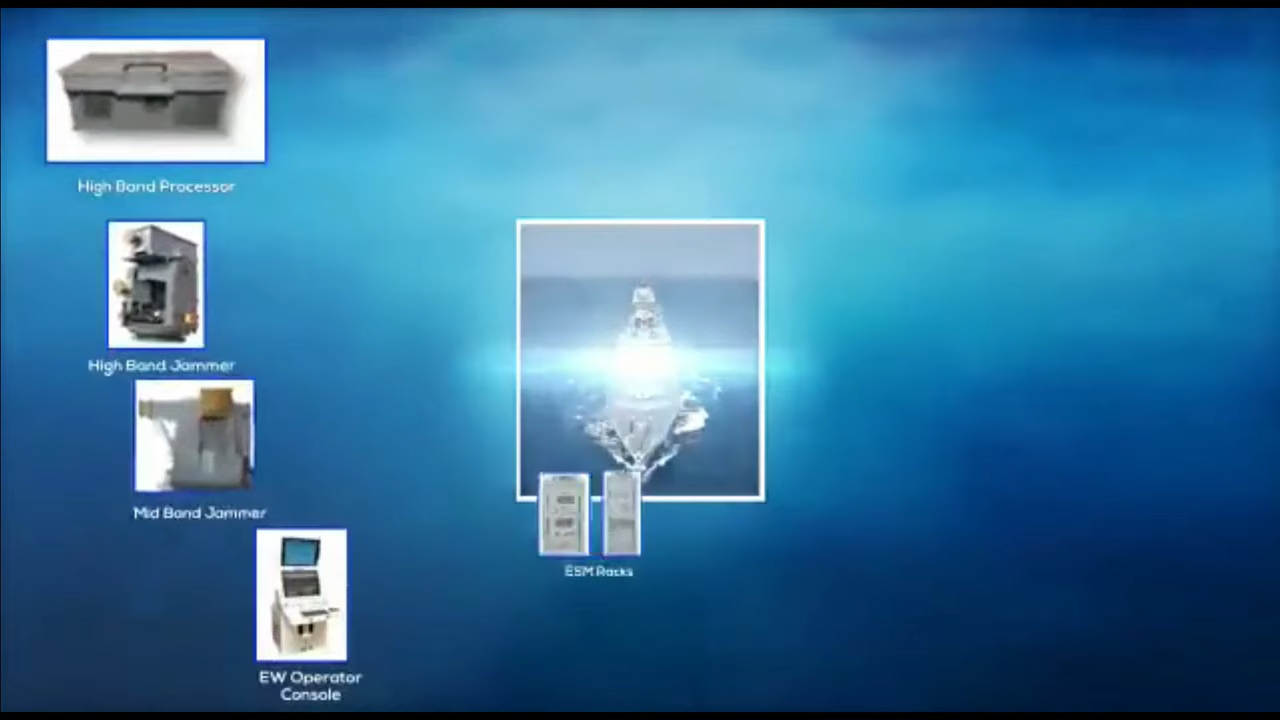 High Band Processor
High Band Jammer
Mid Band Jammer
ESM Racks
EW Operator
Console